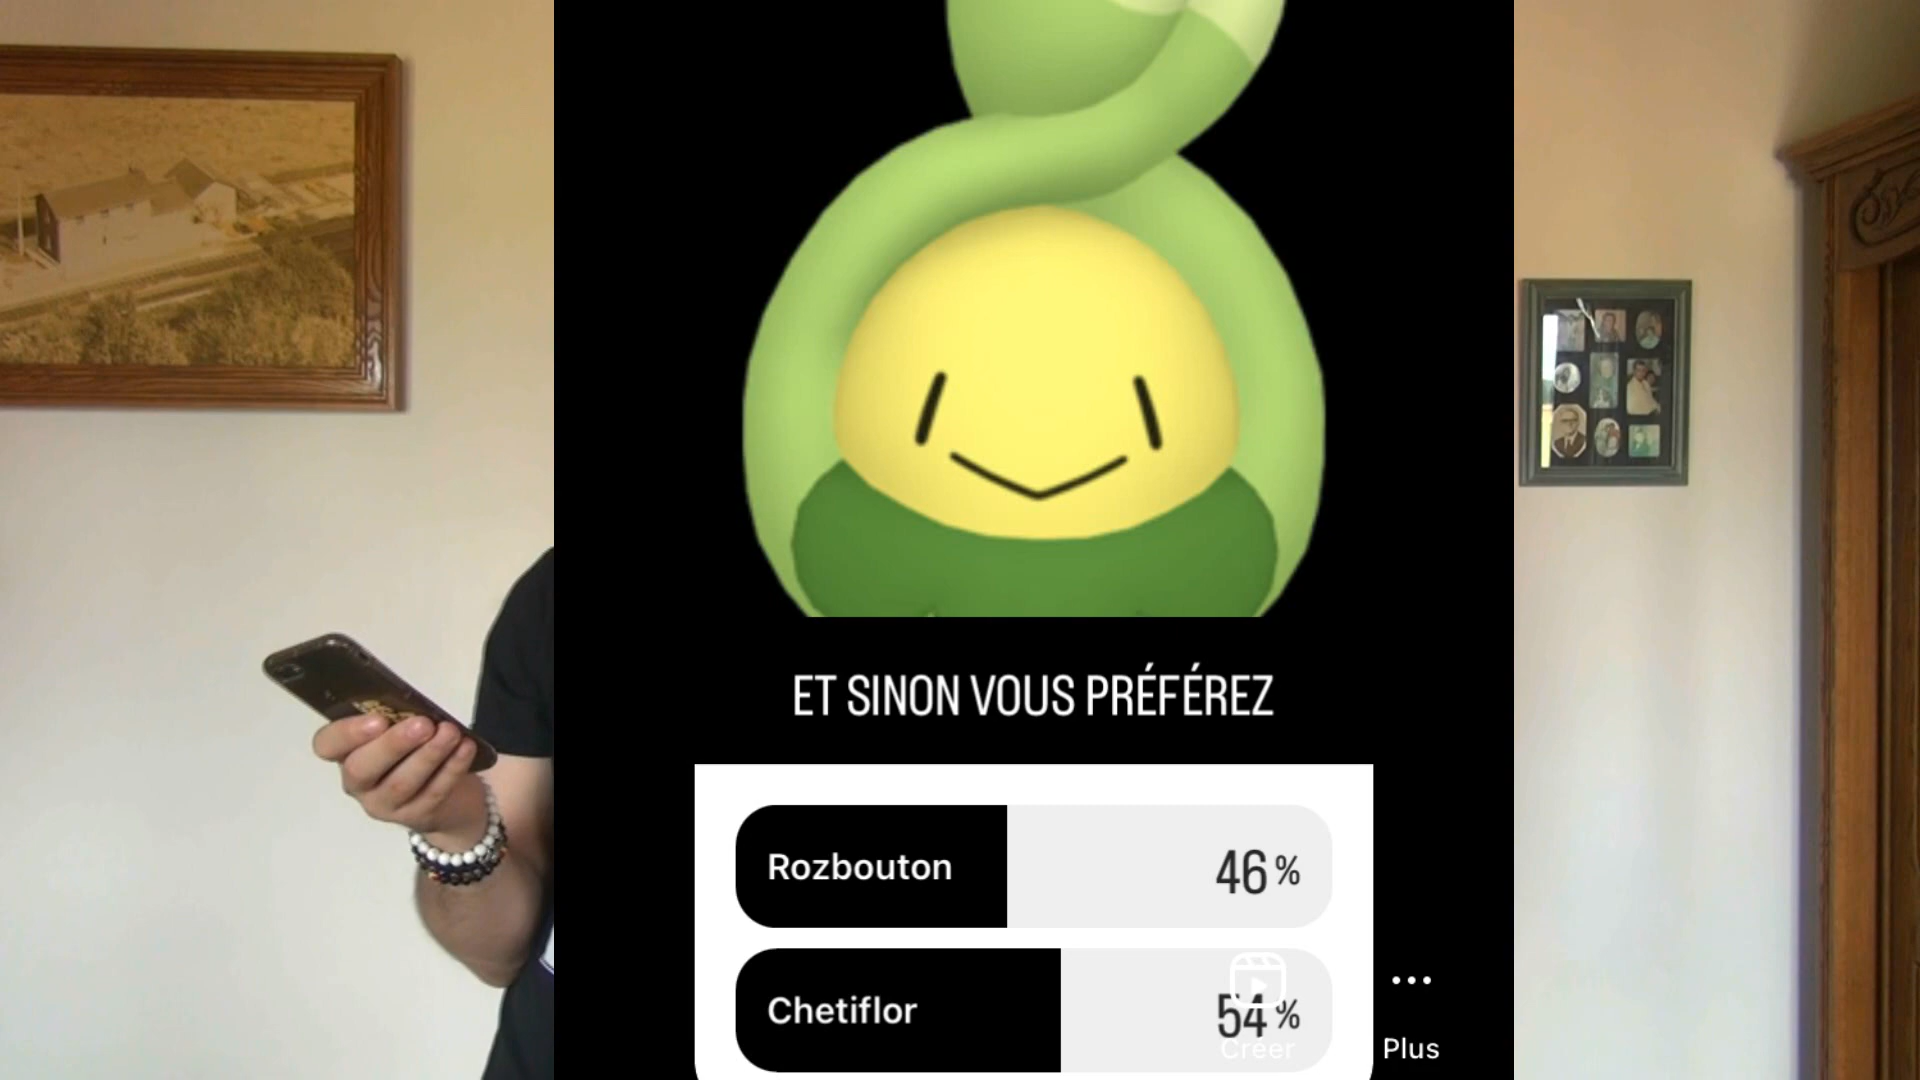 ET SINON VOUS PRÉFÉREZ
Rozbouton 46%
Chetiflor 54%
Créer
Plus